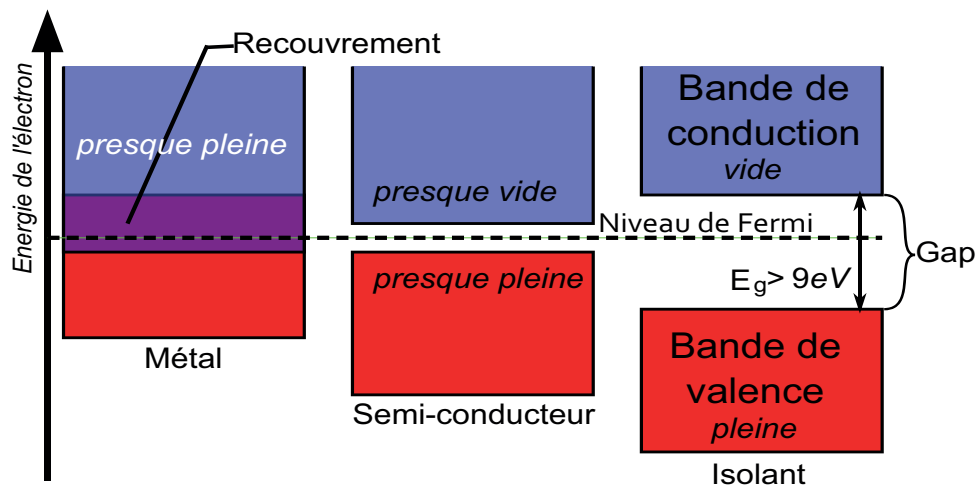 Energie de l'électron
Recouvrement
presque pleine
Métal
presque vide
presque pleine
Semi-conducteur
Bande de
conduction
vide
Niveau de Fermi
Eg> 9eV
Gap
Bande de
valence
pleine
Isolant